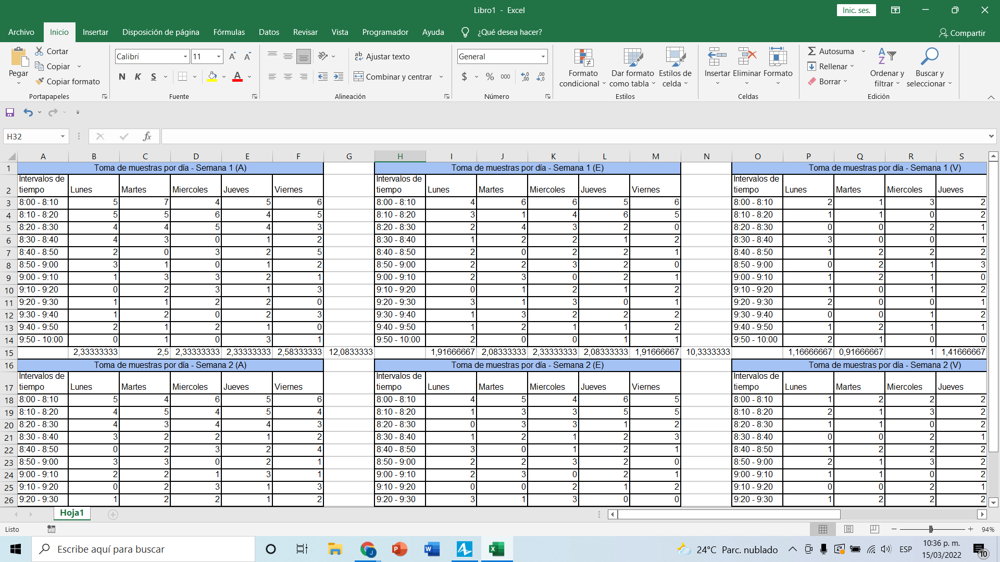 Libro1 - Excel
Inic. ses.
Archivo Inicio Insertar Disposición de página Fórmulas Datos Revisar Vista Programador Ayuda ¿Qué desea hacer? Compartir
Pegar
Cortar
Copiar
Copiar formato
Portapapeles
Calibri 11
N K S
Fuente
Ajustar texto
Combinar y centrar
Alineación
General
$ % 000
Número
Formato condicional
Dar formato como tabla
Estilos de celda
Estilos
Insertar Eliminar Formato
Celdas
Autosuma
Rellenar
Borrar
Ordenar y filtrar
Buscar y seleccionar
Edición
H32 fx
A B C D E F G H I J K L M N O P Q R S
1 Toma de muestras por día - Semana 1 (A) Toma de muestras por día - Semana 1 (E) Toma de muestras por día - Semana 1 (V)
2 Intervalos de tiempo Lunes Martes Miercoles Jueves Viernes Intervalos de tiempo Lunes Martes Miercoles Jueves Viernes Intervalos de tiempo Lunes Martes Miercoles Jueves
3 8:00 - 8:10 5 7 4 5 6 8:00 - 8:10 4 6 6 5 6 8:00 - 8:10 2 1 3 2
4 8:10 - 8:20 5 5 6 4 5 8:10 - 8:20 3 1 4 6 5 8:10 - 8:20 1 1 0 2
5 8:20 - 8:30 4 4 5 4 3 8:20 - 8:30 2 4 3 2 0 8:20 - 8:30 0 0 2 1
6 8:30 - 8:40 4 3 0 1 2 8:30 - 8:40 1 2 2 1 2 8:30 - 8:40 3 0 0 1
7 8:40 - 8:50 2 0 3 2 5 8:40 - 8:50 2 0 2 2 1 8:40 - 8:50 1 2 2 2
8 8:50 - 9:00 3 1 0 1 2 8:50 - 9:00 2 2 3 2 0 8:50 - 9:00 0 2 1 3
9 9:00 - 9:10 1 3 3 2 1 9:00 - 9:10 2 3 0 2 1 9:00 - 9:10 1 2 1 0
10 9:10 - 9:20 0 2 3 1 3 9:10 - 9:20 0 1 2 1 2 9:10 - 9:20 1 0 1 2
11 9:20 - 9:30 1 1 2 2 0 9:20 - 9:30 3 1 3 0 1 9:20 - 9:30 2 0 0 1
12 9:30 - 9:40 1 2 0 2 3 9:30 - 9:40 1 3 2 2 2 9:30 - 9:40 0 0 1 2
13 9:40 - 9:50 2 1 2 1 0 9:40 - 9:50 1 2 1 1 2 9:40 - 9:50 1 2 1 1
14 9:50 - 10:00 0 1 0 3 1 9:50 - 10:00 2 0 0 1 1 9:50 - 10:00 2 1 0 0
15 2,33333333 2,5 2,33333333 2,33333333 2,58333333 12,0833333 1,91666667 2,08333333 2,33333333 2,08333333 1,91666667 10,3333333 1,16666667 0,91666667 1 1,41666667
16 Toma de muestras por día - Semana 2 (A) Toma de muestras por día - Semana 2 (E) Toma de muestras por día - Semana 2 (V)
17 Intervalos de tiempo Lunes Martes Miercoles Jueves Viernes Intervalos de tiempo Lunes Martes Miercoles Jueves Viernes Intervalos de tiempo Lunes Martes Miercoles Jueves
18 8:00 - 8:10 5 4 6 5 6 8:00 - 8:10 4 5 4 6 5 8:00 - 8:10 1 2 2 2
19 8:10 - 8:20 4 5 4 5 4 8:10 - 8:20 1 3 3 5 5 8:10 - 8:20 2 1 3 2
20 8:20 - 8:30 4 3 4 4 3 8:20 - 8:30 0 3 3 1 2 8:20 - 8:30 1 1 0 2
21 8:30 - 8:40 3 2 2 1 2 8:30 - 8:40 1 2 1 2 3 8:30 - 8:40 0 0 2 1
22 8:40 - 8:50 0 2 3 2 4 8:40 - 8:50 3 0 1 2 1 8:40 - 8:50 1 2 2 2
23 8:50 - 9:00 3 3 0 2 1 8:50 - 9:00 2 2 3 2 0 8:50 - 9:00 2 1 3 2
24 9:00 - 9:10 2 2 1 3 1 9:00 - 9:10 2 3 0 2 1 9:00 - 9:10 1 1 0 2
25 9:10 - 9:20 0 2 3 1 3 9:10 - 9:20 0 0 2 1 2 9:10 - 9:20 0 0 2 1
26 9:20 - 9:30 1 2 2 1 2 9:20 - 9:30 3 1 3 0 0 9:20 - 9:30 1 2 2 2
Hoja1
Listo 94%
Escribe aquí para buscar
24°C Parc. nublado ESP
10:36 p. m.
15/03/2022
10